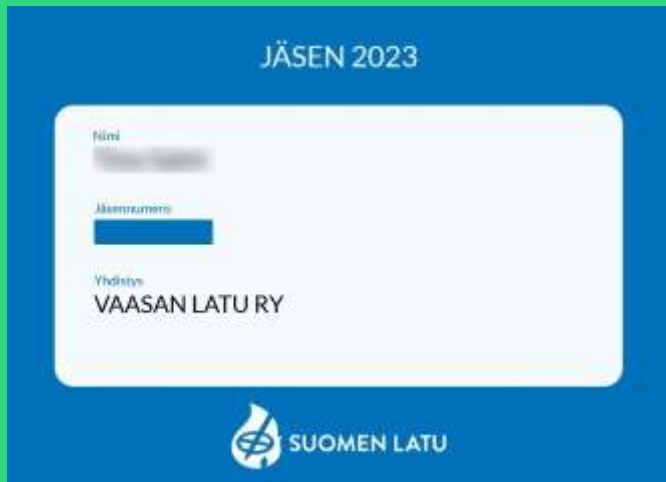 JÄSEN 2023
Nimi
Jäsennumero
Yhdistys
VAASAN LATU RY
SUOMEN LATU